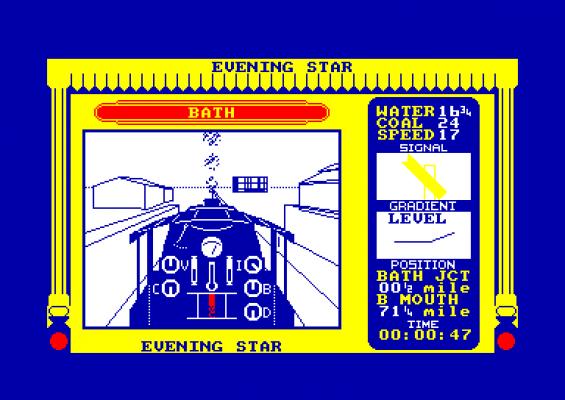 EVENING STAR
BATH
WATER 16¾
COAL 24
SPEED 17
SIGNAL
GRADIENT
LEVEL
POSITION
BATH JCT
00½ mile
B MOUTH
71¼ mile
TIME
00:00:47
V I
C B
D
EVENING STAR